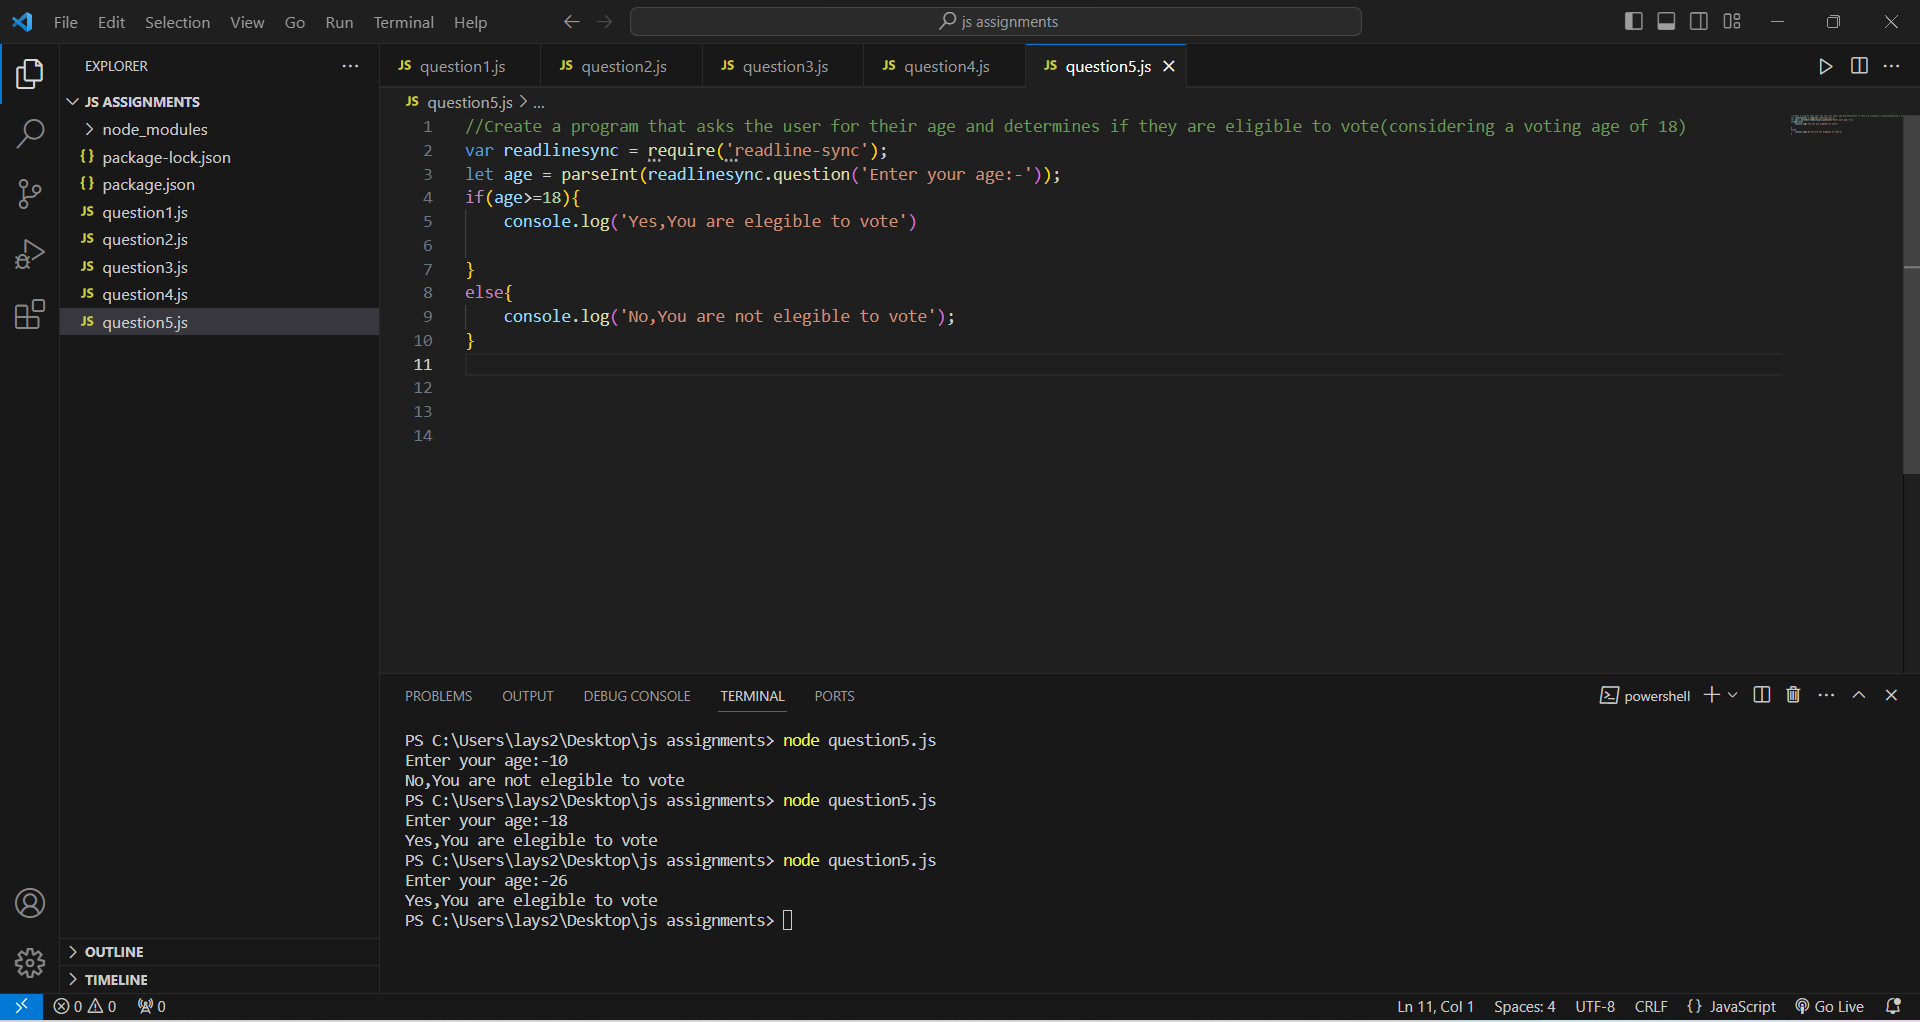 File Edit Selection View Go Run Terminal Help
js assignments
EXPLORER
JS ASSIGNMENTS
node_modules
{} package-lock.json
{} package.json
JS question1.js
JS question2.js
JS question3.js
JS question4.js
JS question5.js
OUTLINE
TIMELINE
JS question1.js JS question2.js JS question3.js JS question4.js JS question5.js
JS question5.js > ...
1 //Create a program that asks the user for their age and determines if they are eligible to vote(considering a voting age of 18)
2 var readlinesync = require('readline-sync');
3 let age = parseInt(readlinesync.question('Enter your age:-'));
4 if(age>=18){
5 console.log('Yes,You are elegible to vote')
6
7 }
8 else{
9 console.log('No,You are not elegible to vote');
10 }
11
12
13
14
PROBLEMS OUTPUT DEBUG CONSOLE TERMINAL PORTS
powershell
PS C:\Users\lays2\Desktop\js assignments> node question5.js
Enter your age:-10
No,You are not elegible to vote
PS C:\Users\lays2\Desktop\js assignments> node question5.js
Enter your age:-18
Yes,You are elegible to vote
PS C:\Users\lays2\Desktop\js assignments> node question5.js
Enter your age:-26
Yes,You are elegible to vote
PS C:\Users\lays2\Desktop\js assignments>
0 0 0
Ln 11, Col 1 Spaces: 4 UTF-8 CRLF {} JavaScript Go Live